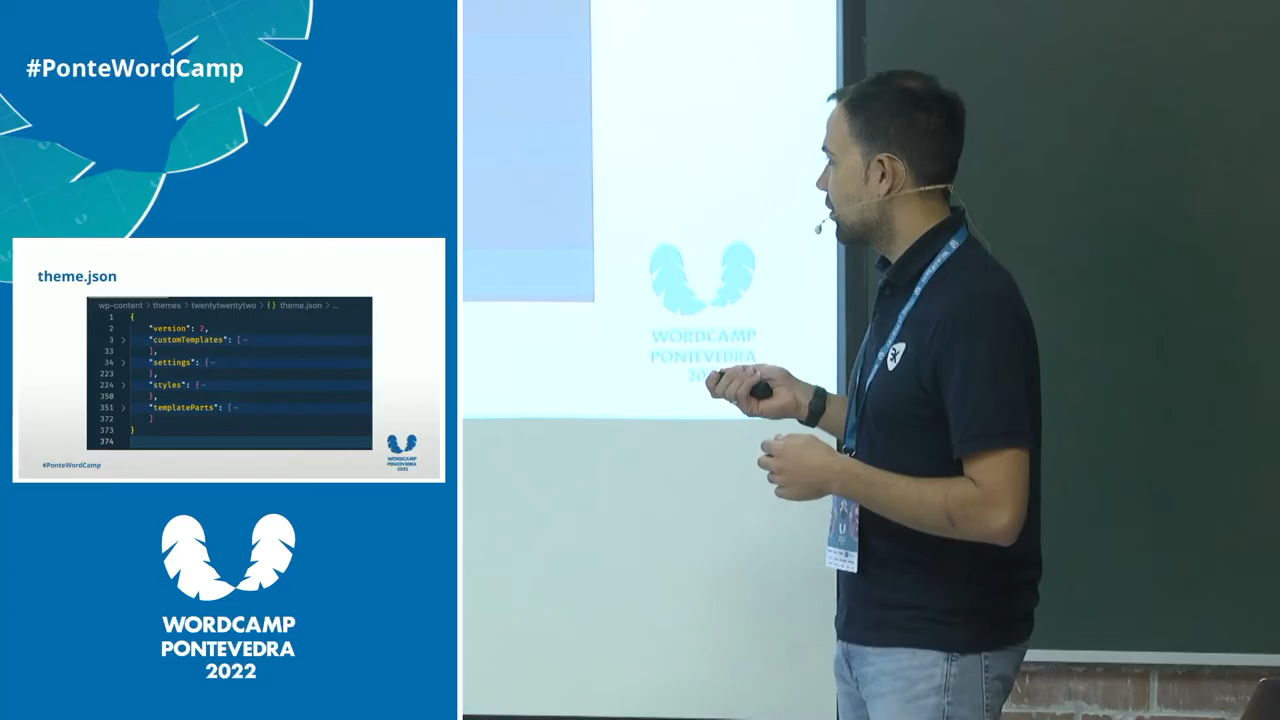 #PonteWordCamp
theme.json
wp-content > themes > twentytwentytwo > {} theme.json > ...
1 {
2 "version": 2,
3 > "customTemplates": [ ⋯
33 ],
34 > "settings": { ⋯
223 },
224 > "styles": { ⋯
350 },
351 > "templateParts": [ ⋯
372 ]
373 }
374
#PonteWordCamp
WORDCAMP
PONTEVEDRA
2022
WORDCAMP
PONTEVEDRA
2022
WORDCAMP
PONTEVEDRA